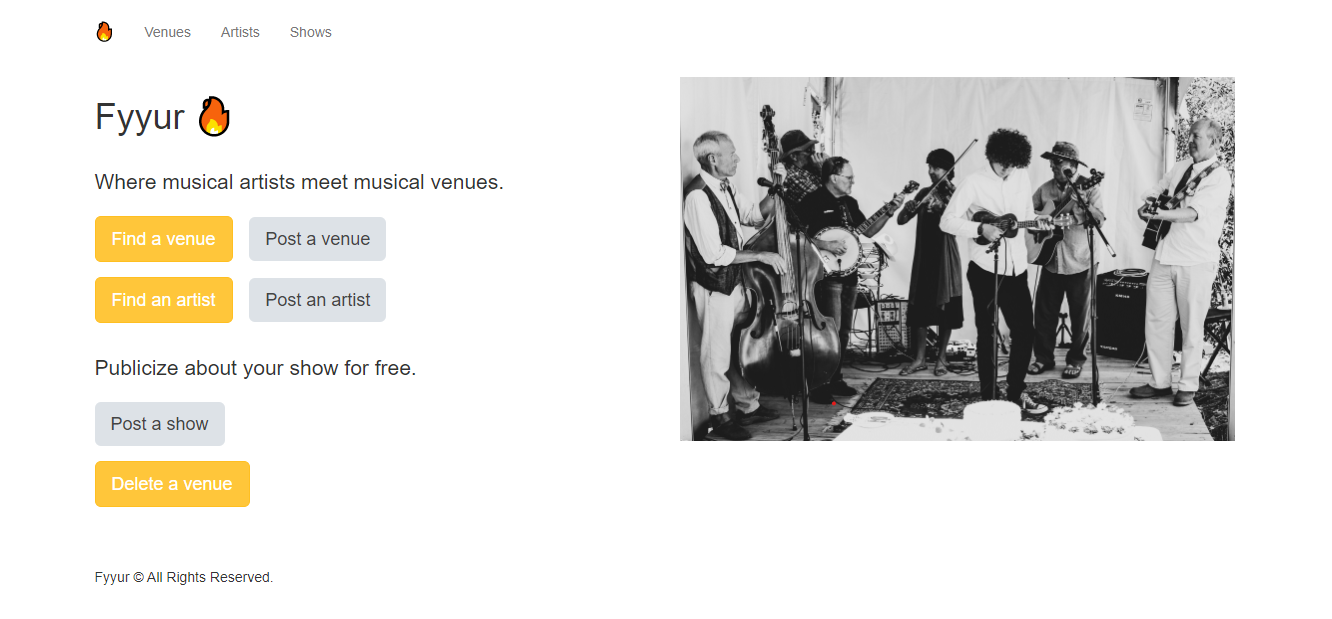 Venues Artists Shows
Fyyur
Where musical artists meet musical venues.
Find a venue Post a venue
Find an artist Post an artist
Publicize about your show for free.
Post a show
Delete a venue
Fyyur © All Rights Reserved.